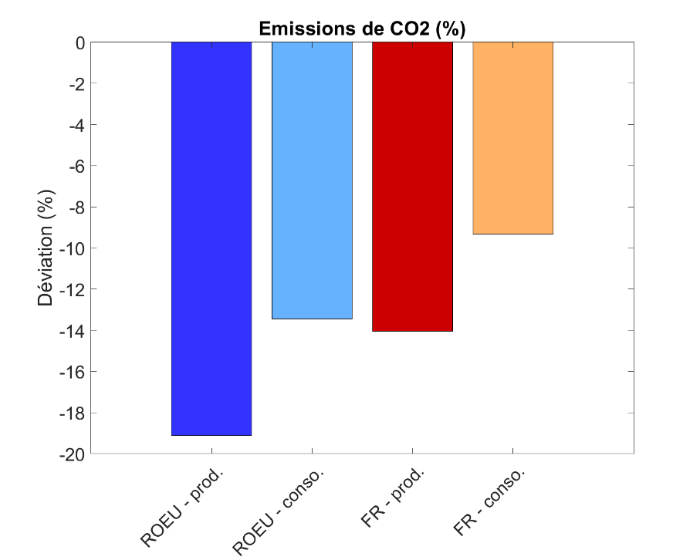 Emissions de CO2 (%)
Déviation (%)
0
-2
-4
-6
-8
-10
-12
-14
-16
-18
-20
ROEU - prod.
ROEU - conso.
FR - prod.
FR - conso.